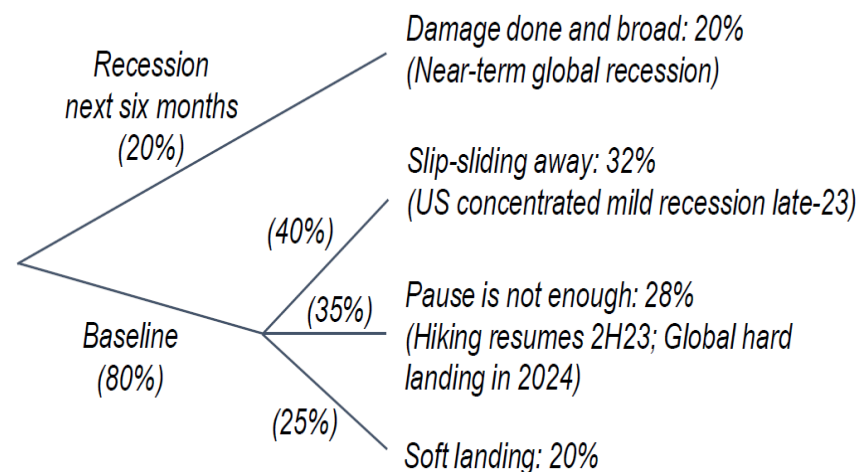 Recession
next six months
(20%)
Damage done and broad: 20%
(Near-term global recession)
Slip-sliding away: 32%
(US concentrated mild recession late-23)
(40%)
(35%)
Pause is not enough: 28%
(Hiking resumes 2H23; Global hard
landing in 2024)
Baseline
(80%)
(25%)
Soft landing: 20%